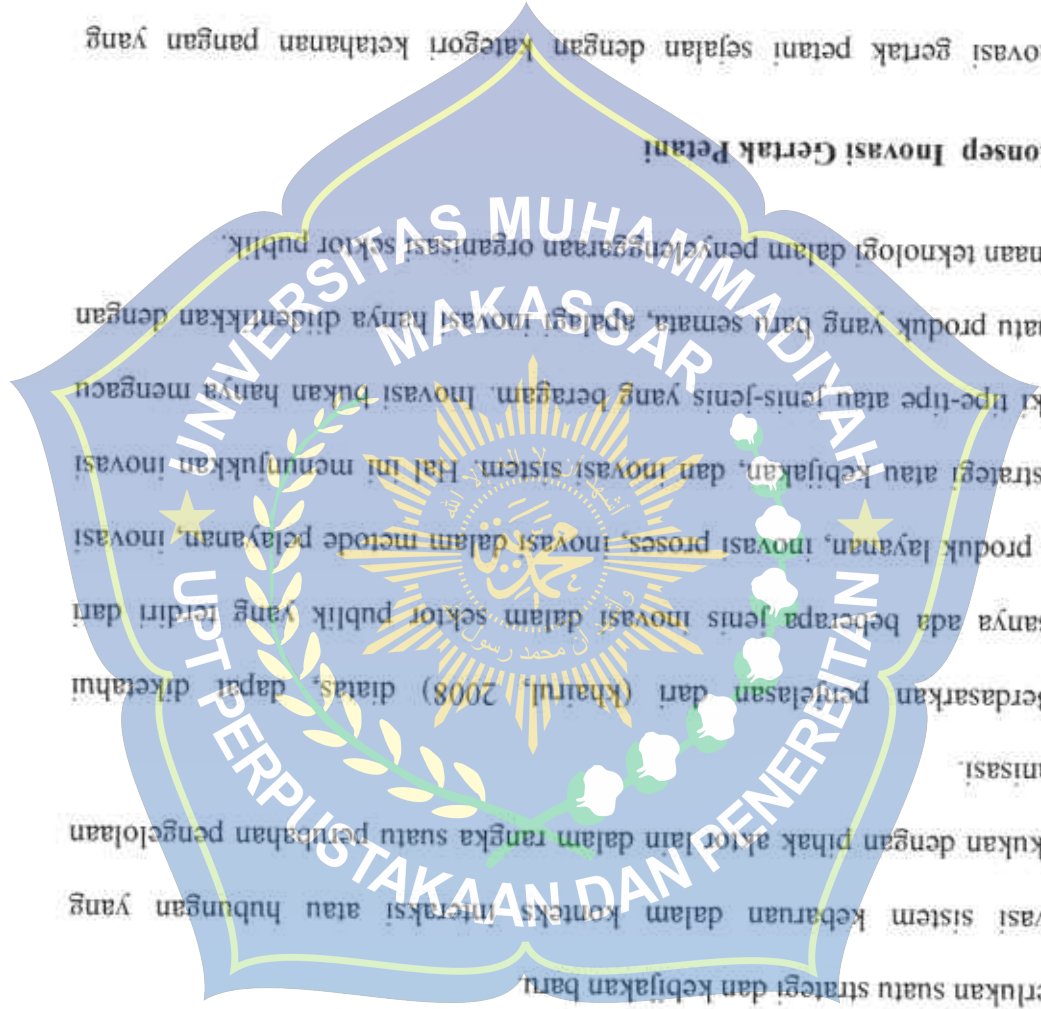 erlukan suatu strategi dan kebijakan baru.
vasi sistem kebaruan dalam konteks interaksi atau hubungan yang
kukan dengan pihak aktor lain dalam rangka suatu perubahan pengelolaan
anisasi.
Berdasarkan penjelasan dari (khairul, 2008) diatas, dapat diketahui
sanya ada beberapa jenis inovasi dalam sektor publik yang terdiri dari
produk layanan, inovasi proses, inovasi dalam metode pelayanan, inovasi
strategi atau kebijakan, dan inovasi sistem. Hal ini menunjukkan inovasi
ki tipe-tipe atau jenis-jenis yang beragam. Inovasi bukan hanya mengacu
atu produk yang baru semata, apalagi inovasi hanya diidentikkan dengan
naan teknologi dalam penyelenggaraan organisasi sektor publik.
onsep Inovasi Gertak Petani
ovasi gertak petani sejalan dengan kategori ketahanan pangan yang
UNIVERSITAS MUHAMMADIYAH
MAKASSAR
UPT PERPUSTAKAAN DAN PENERBITAN